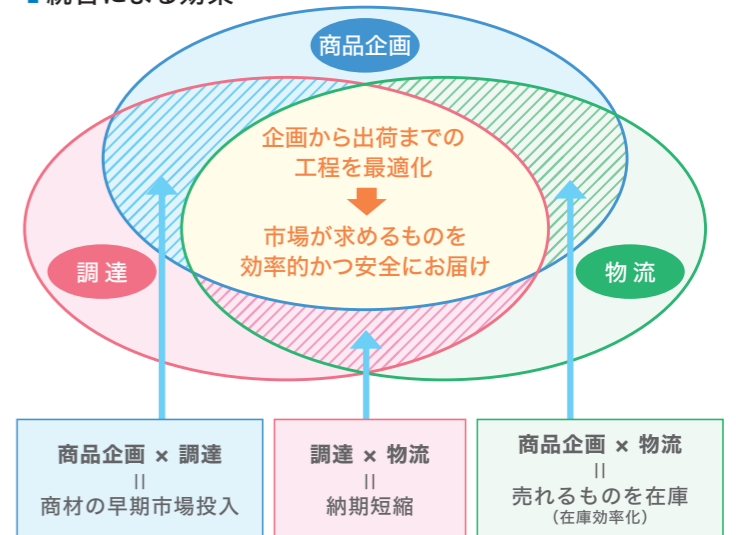 商品企画
企画から出荷までの
工程を最適化
市場が求めるものを
効率的かつ安全にお届け
調達
物流
商品企画 × 調達
=
商材の早期市場投入
調達 × 物流
=
納期短縮
商品企画 × 物流
=
売れるものを在庫
（在庫効率化）